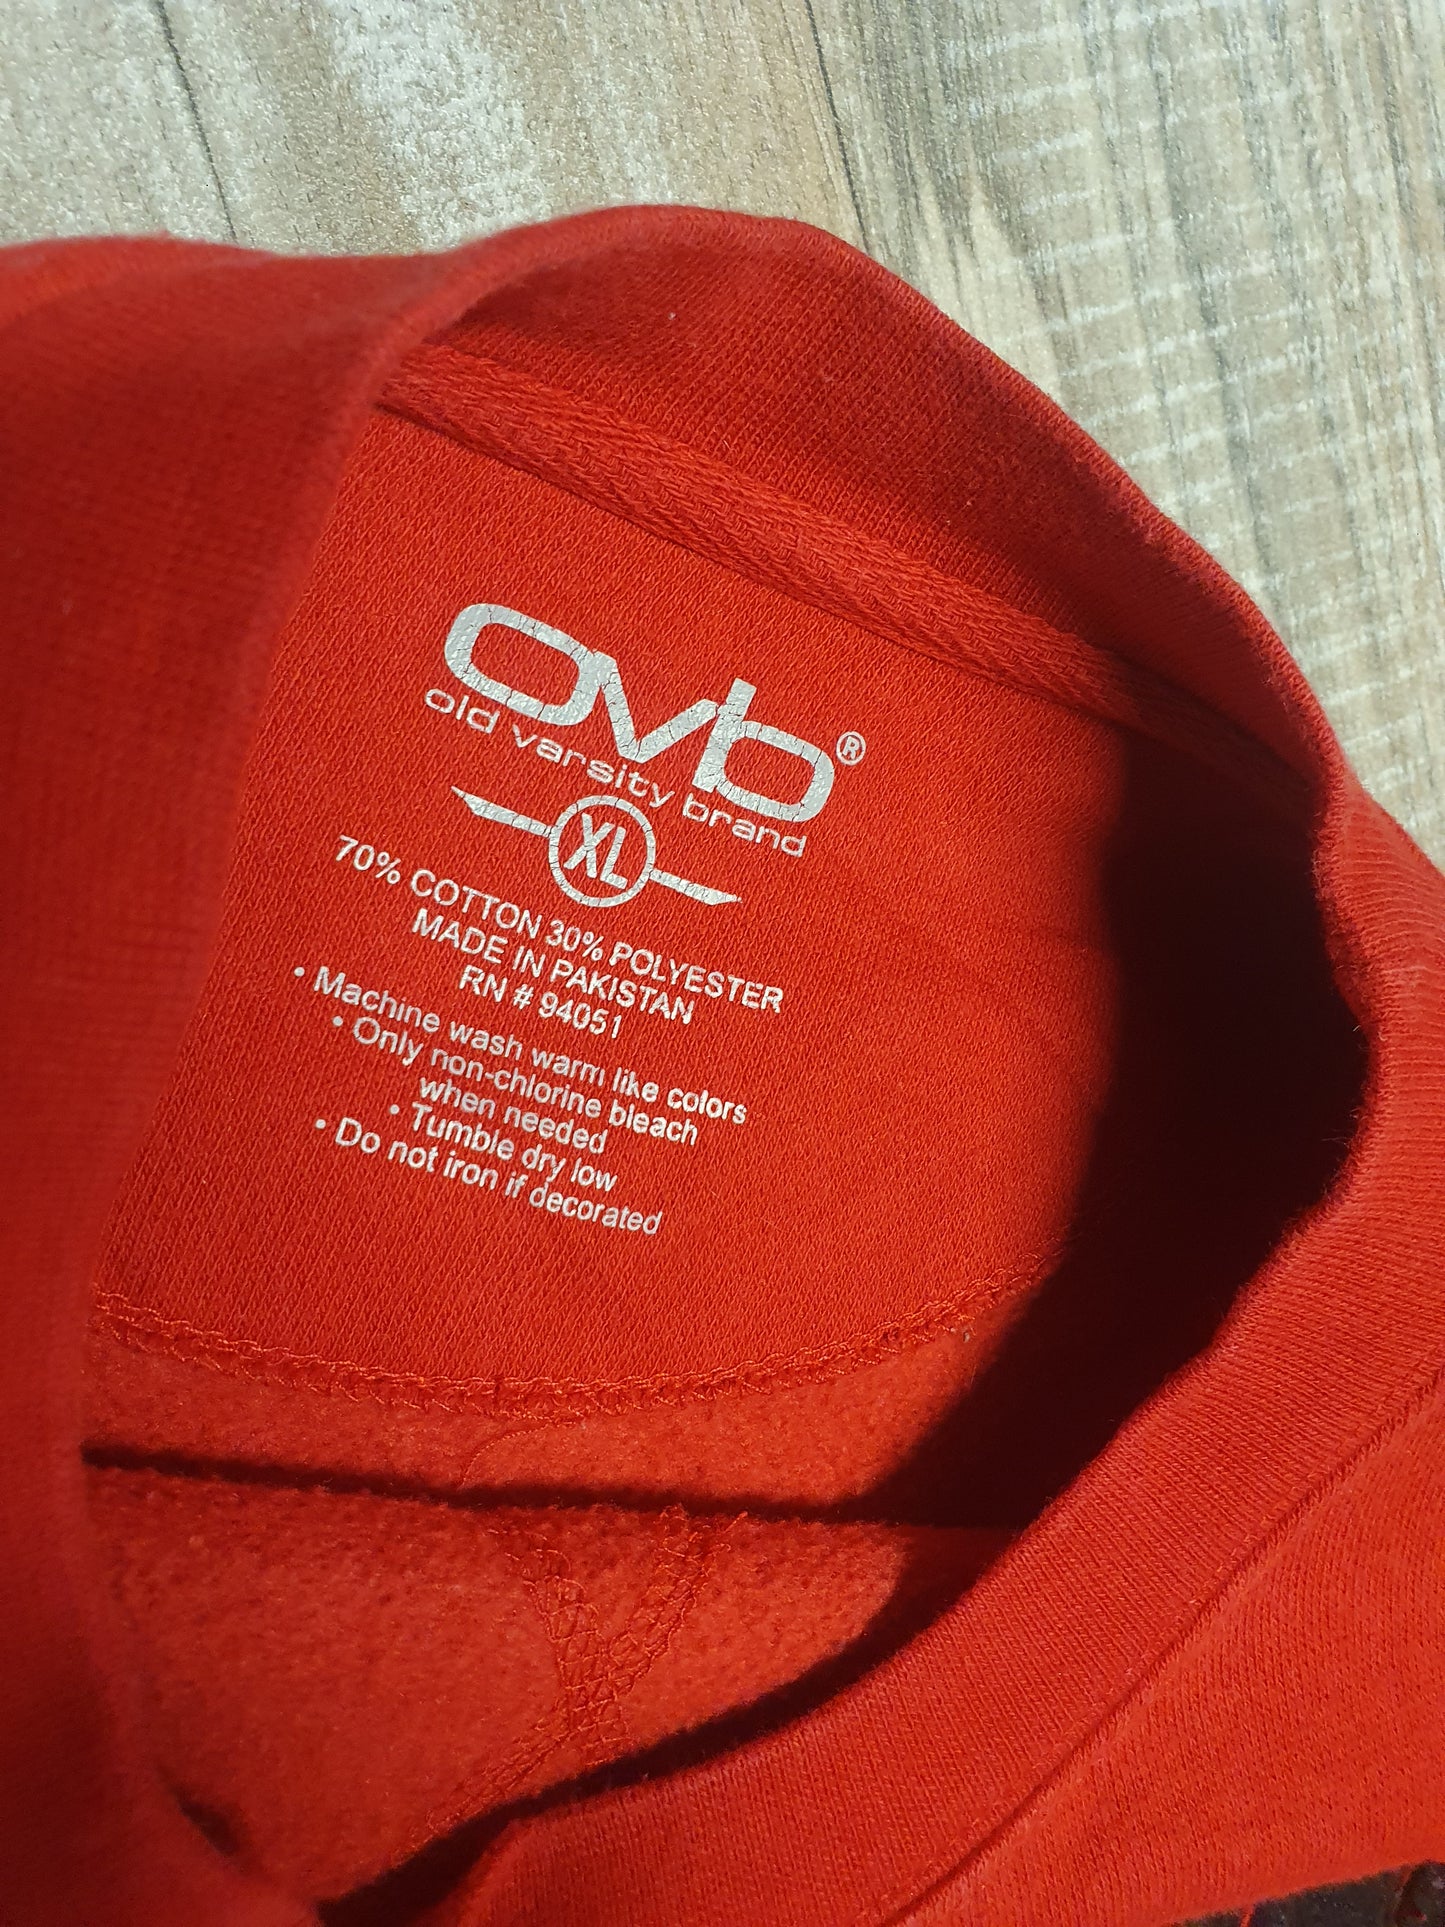 ovb®
old varsity brand
XL
70% COTTON 30% POLYESTER
MADE IN PAKISTAN
RN # 94051
• Machine wash warm like colors
• Only non-chlorine bleach
when needed
• Tumble dry low
• Do not iron if decorated